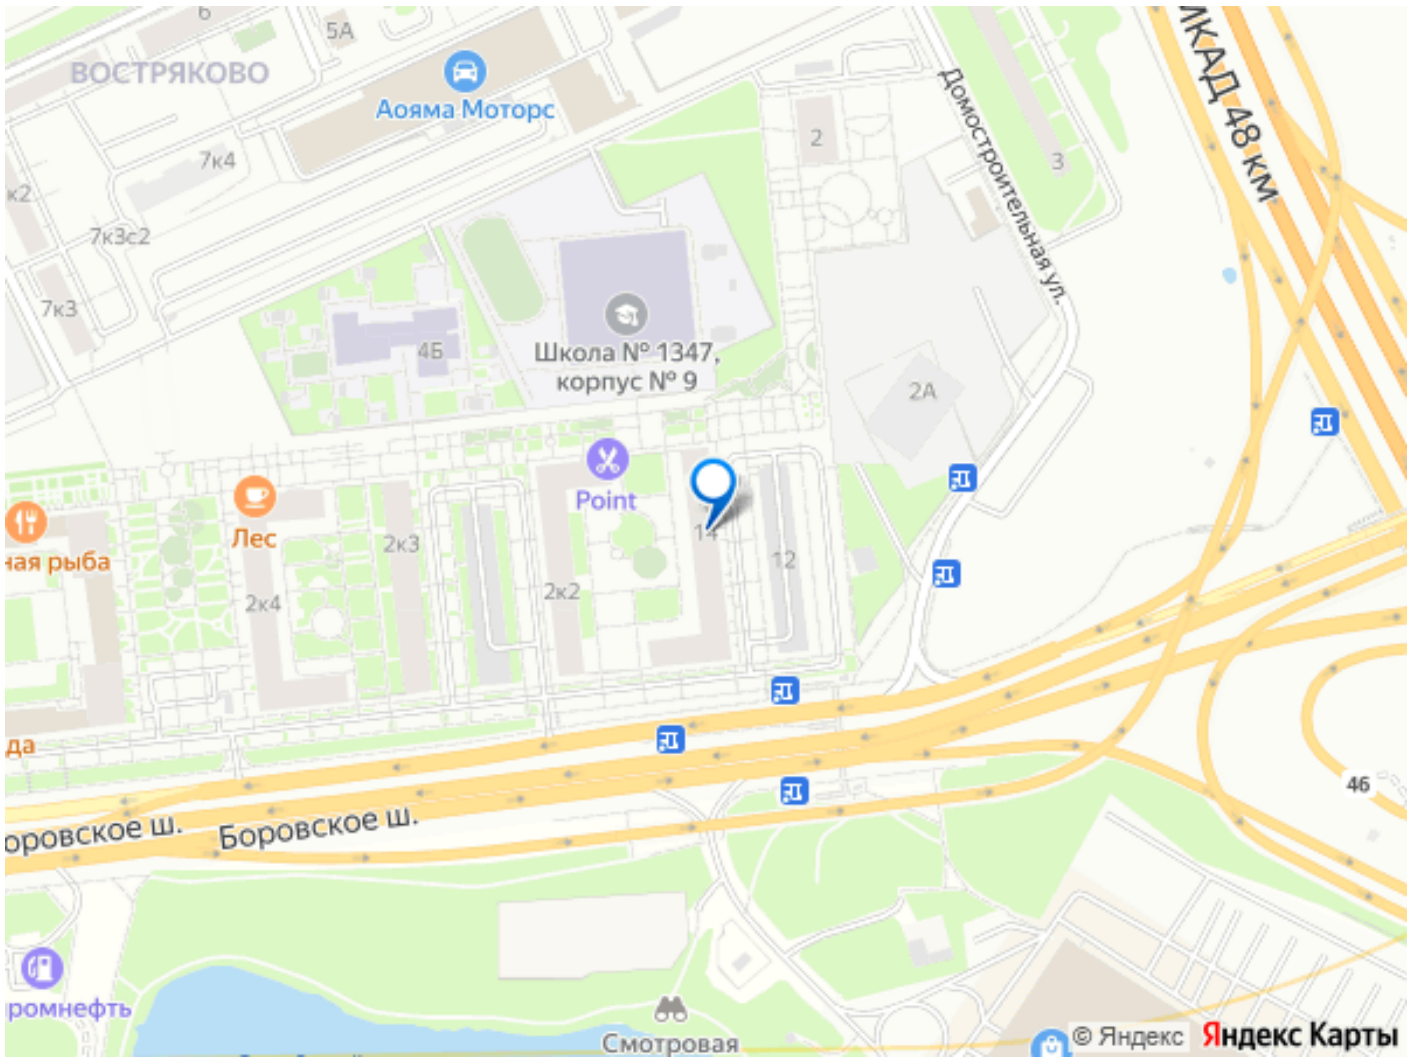 6
5А
ВОСТРЯКОВО
Аояма Моторс
МКАД 48 км
Домостроительная ул.
2
3
7к4
к2
7к3с2
7к3
4Б
Школа № 1347,
корпус № 9
2А
Point
Лес
ная рыба
2к3
14
12
2к2
2к4
да
46
Боровское ш.
оровское ш.
ромнефть
Смотровая
© Яндекс
Яндекс Карты